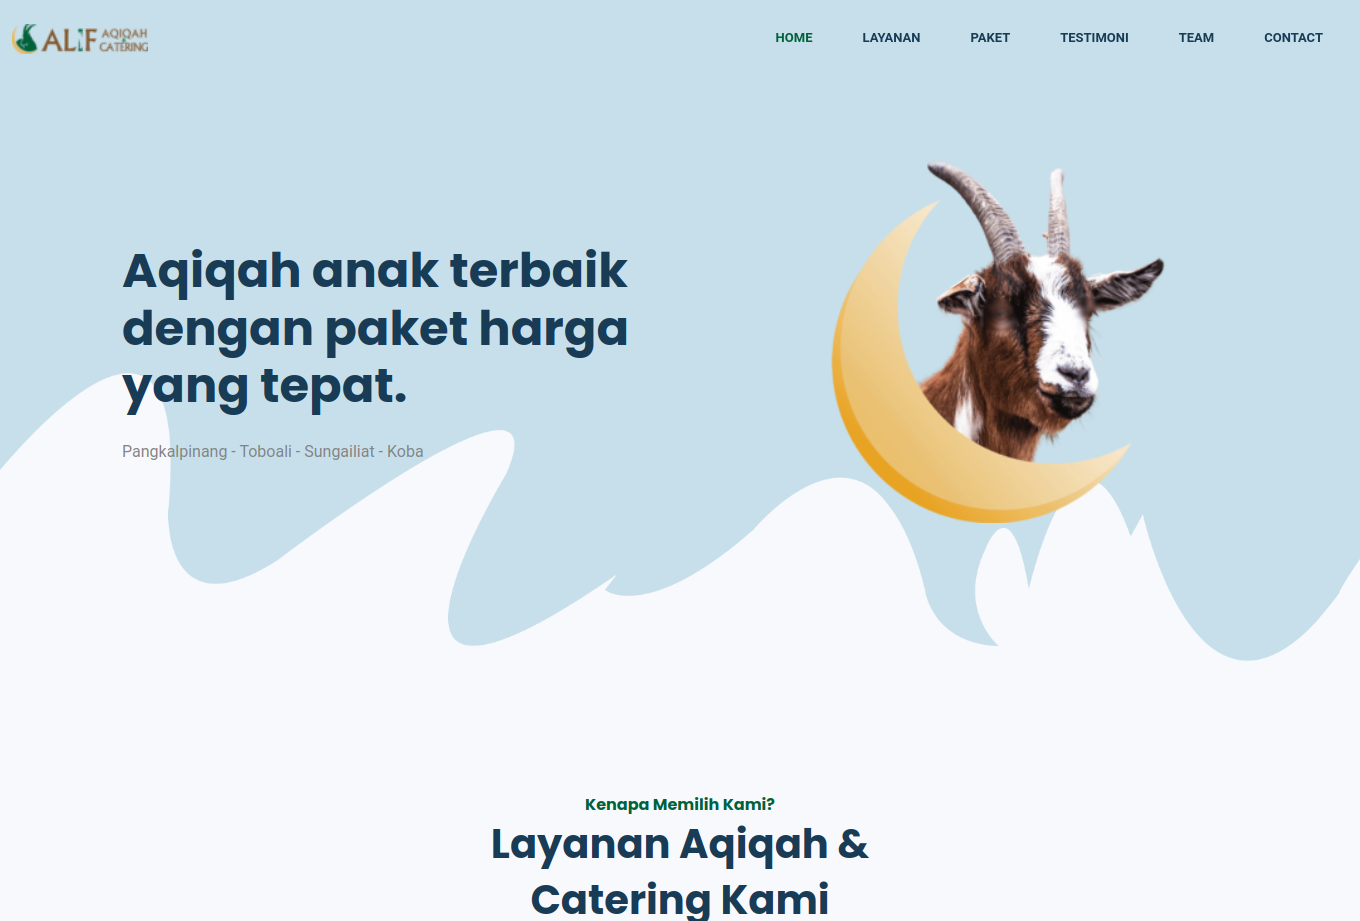 ALIF AQIQAH CATERING
HOME LAYANAN PAKET TESTIMONI TEAM CONTACT
Aqiqah anak terbaik
dengan paket harga
yang tepat.
Pangkalpinang - Toboali - Sungailiat - Koba
Kenapa Memilih Kami?
Layanan Aqiqah &
Catering Kami